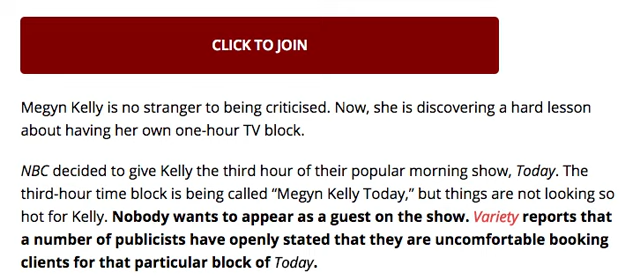 CLICK TO JOIN
Megyn Kelly is no stranger to being criticised. Now, she is discovering a hard lesson
about having her own one-hour TV block.
NBC decided to give Kelly the third hour of their popular morning show, Today. The
third-hour time block is being called “Megyn Kelly Today,” but things are not looking so
hot for Kelly. Nobody wants to appear as a guest on the show. Variety reports that
a number of publicists have openly stated that they are uncomfortable booking
clients for that particular block of Today.